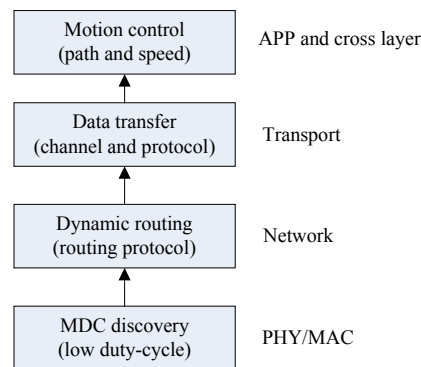 Motion control
(path and speed)
APP and cross layer
Data transfer
(channel and protocol)
Transport
Dynamic routing
(routing protocol)
Network
MDC discovery
(low duty-cycle)
PHY/MAC